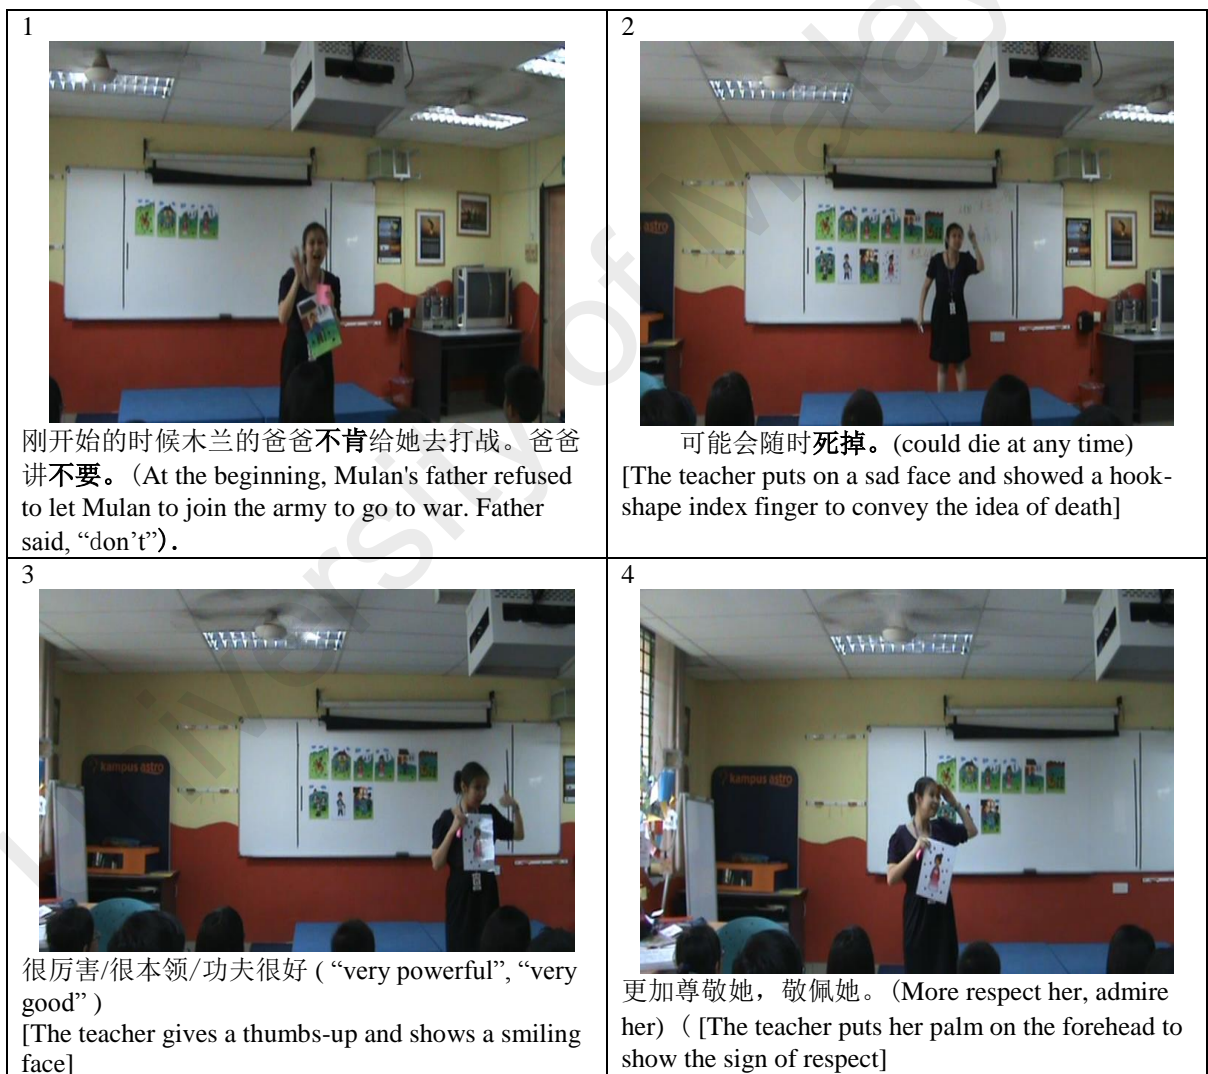 1
刚开始的时候木兰的爸爸不肯给她去打战。爸爸
讲不要。(At the beginning, Mulan's father refused
to let Mulan to join the army to go to war. Father
said, “don’t”).
2
astro
可能会随时死掉。(could die at any time)
[The teacher puts on a sad face and showed a hook-
shape index finger to convey the idea of death]
3
kampus astro
很厉害/很本领/功夫很好 ( “very powerful”, “very
good” )
[The teacher gives a thumbs-up and shows a smiling
face]
4
kampus astro
更加尊敬她，敬佩她。(More respect her, admire
her) ( [The teacher puts her palm on the forehead to
show the sign of respect]
University of Malay